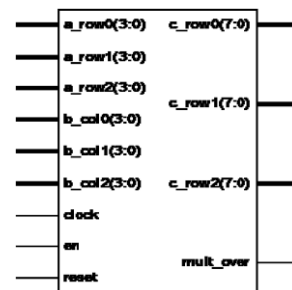 a_row0(3:0) c_row0(7:0)
a_row1(3:0)
a_row2(3:0)
c_row1(7:0)
b_col0(3:0)
b_col1(3:0)
b_col2(3:0) c_row2(7:0)
clock
en
mult_over
reset